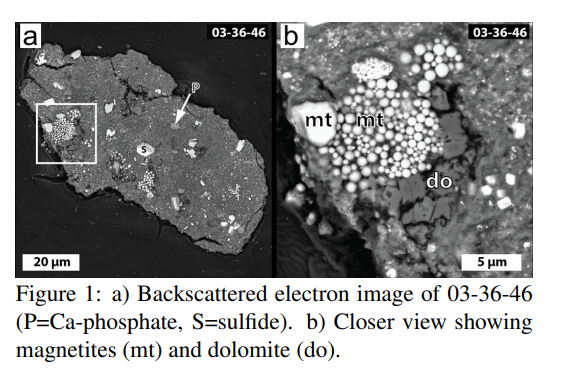 a
03-36-46
P
s
20 µm
b
03-36-46
mt
mt
do
5 µm
Figure 1: a) Backscattered electron image of 03-36-46
(P=Ca-phosphate, S=sulfide). b) Closer view showing
magnetites (mt) and dolomite (do).